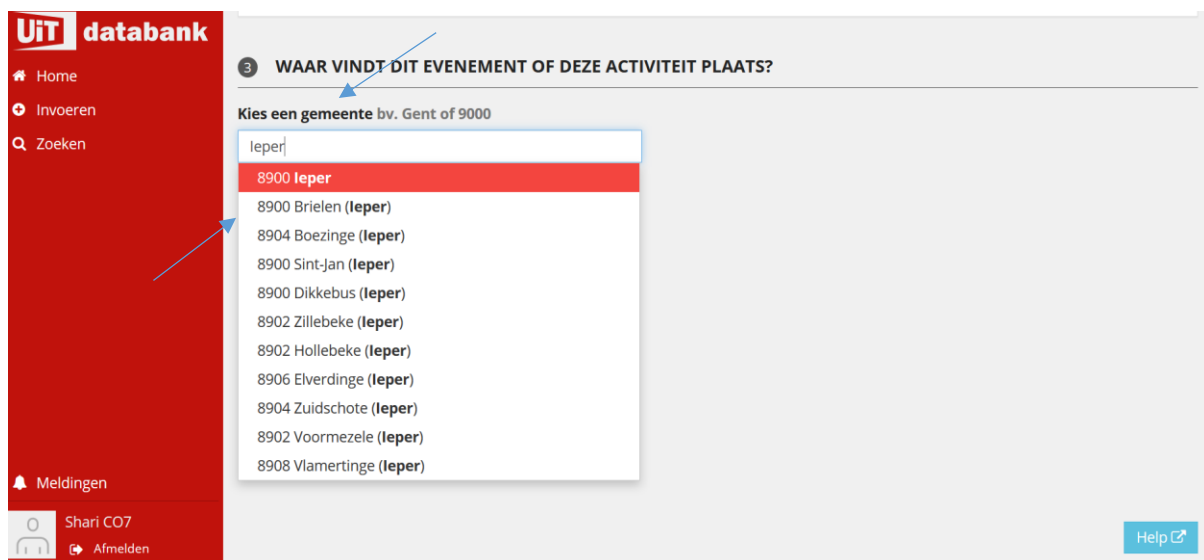 UiT databank
Home
Invoeren
Zoeken
3 WAAR VINDT DIT EVENEMENT OF DEZE ACTIVITEIT PLAATS?
Kies een gemeente bv. Gent of 9000
Ieper
8900 Ieper
8900 Brielen (Ieper)
8904 Boezinge (Ieper)
8900 Sint-Jan (Ieper)
8900 Dikkebus (Ieper)
8902 Zillebeke (Ieper)
8902 Hollebeke (Ieper)
8906 Elverdinge (Ieper)
8904 Zuidschote (Ieper)
8902 Voormezele (Ieper)
8908 Vlamertinge (Ieper)
Meldingen
Shari CO7
Afmelden
Help